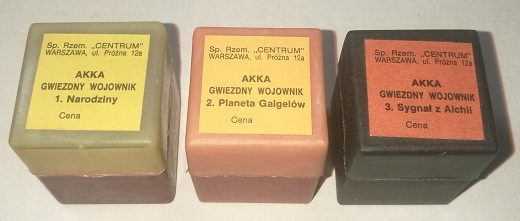 Sp. Rzem. „CENTRUM"
WARSZAWA, ul. Próżna 12a
AKKA
GWIEZDNY WOJOWNIK
1. Narodziny
Cena
Sp. Rzem. „CENTRUM"
WARSZAWA, ul. Próżna 12a
AKKA
GWIEZDNY WOJOWNIK
2. Planeta Galgelów
Cena
Sp. Rzem. „CENTRUM"
WARSZAWA, ul. Próżna 12a
AKKA
GWIEZDNY WOJOWNIK
3. Sygnał z Alchii
Cena